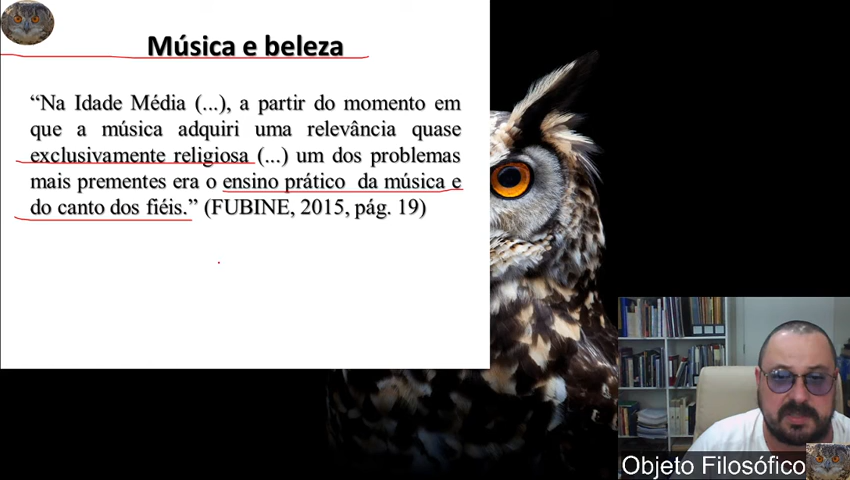 Música e beleza
“Na Idade Média (...), a partir do momento em
que a música adquiri uma relevância quase
exclusivamente religiosa (...) um dos problemas
mais prementes era o ensino prático da música e
do canto dos fiéis.” (FUBINE, 2015, pág. 19)
Objeto Filosófico